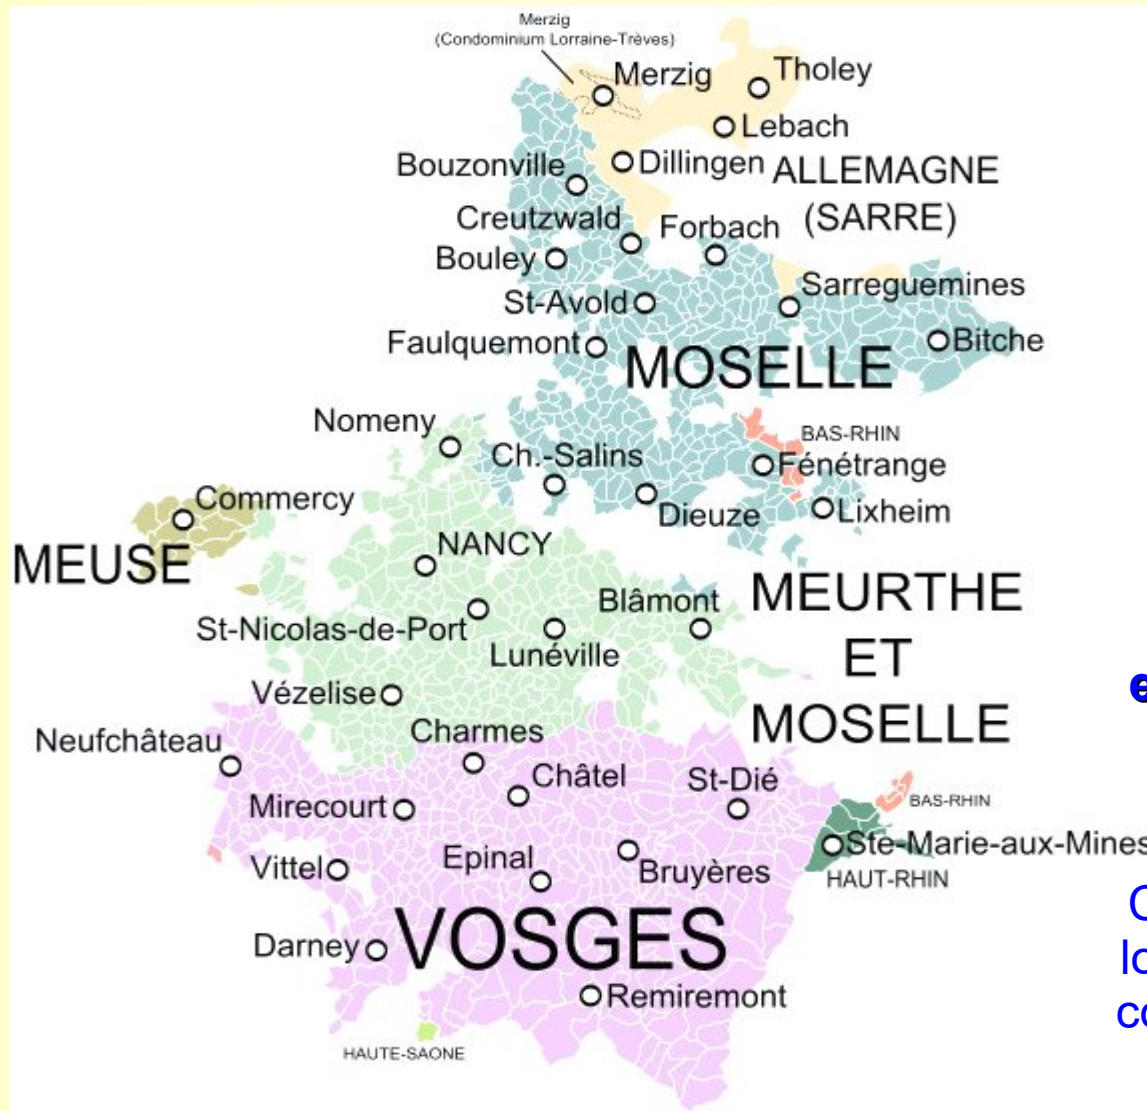 Merzig
(Condominium Lorraine-Trèves)
Merzig
Tholey
Lebach
Dillingen
Bouzonville
ALLEMAGNE
(SARRE)
Creutzwald
Forbach
Bouley
Sarreguemines
St-Avold
Faulquemont
Bitche
MOSELLE
Nomeny
BAS-RHIN
Ch.-Salins
Fénétrange
Commercy
Dieuze
Lixheim
NANCY
MEUSE
Blâmont
MEURTHE
ET
MOSELLE
St-Nicolas-de-Port
Lunéville
Vézelise
Charmes
Neufchâteau
Châtel
St-Dié
Mirecourt
BAS-RHIN
Ste-Marie-aux-Mines
Vittel
Epinal
Bruyères
HAUT-RHIN
VOSGES
Darney
Remiremont
HAUTE-SAONE